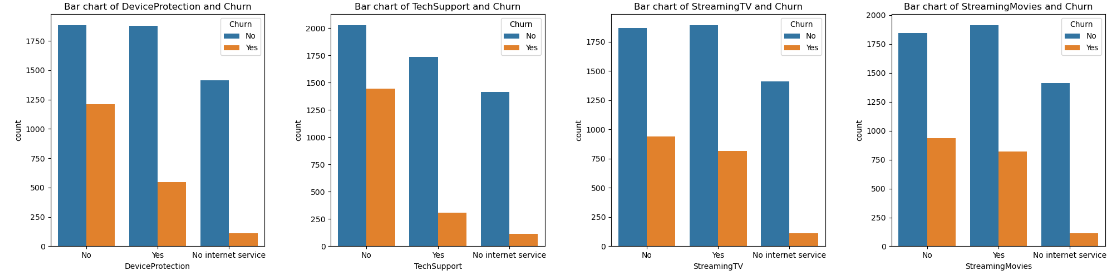 Bar chart of DeviceProtection and Churn
Churn
No
Yes
1750
1500
1250
1000
750
500
250
0
count
No
Yes
No internet service
DeviceProtection
Bar chart of TechSupport and Churn
Churn
No
Yes
2000
1750
1500
1250
1000
750
500
250
0
count
No
Yes
No internet service
TechSupport
Bar chart of StreamingTV and Churn
Churn
No
Yes
1750
1500
1250
1000
750
500
250
0
count
No
Yes
No internet service
StreamingTV
Bar chart of StreamingMovies and Churn
Churn
No
Yes
2000
1750
1500
1250
1000
750
500
250
0
count
No
Yes
No internet service
StreamingMovies